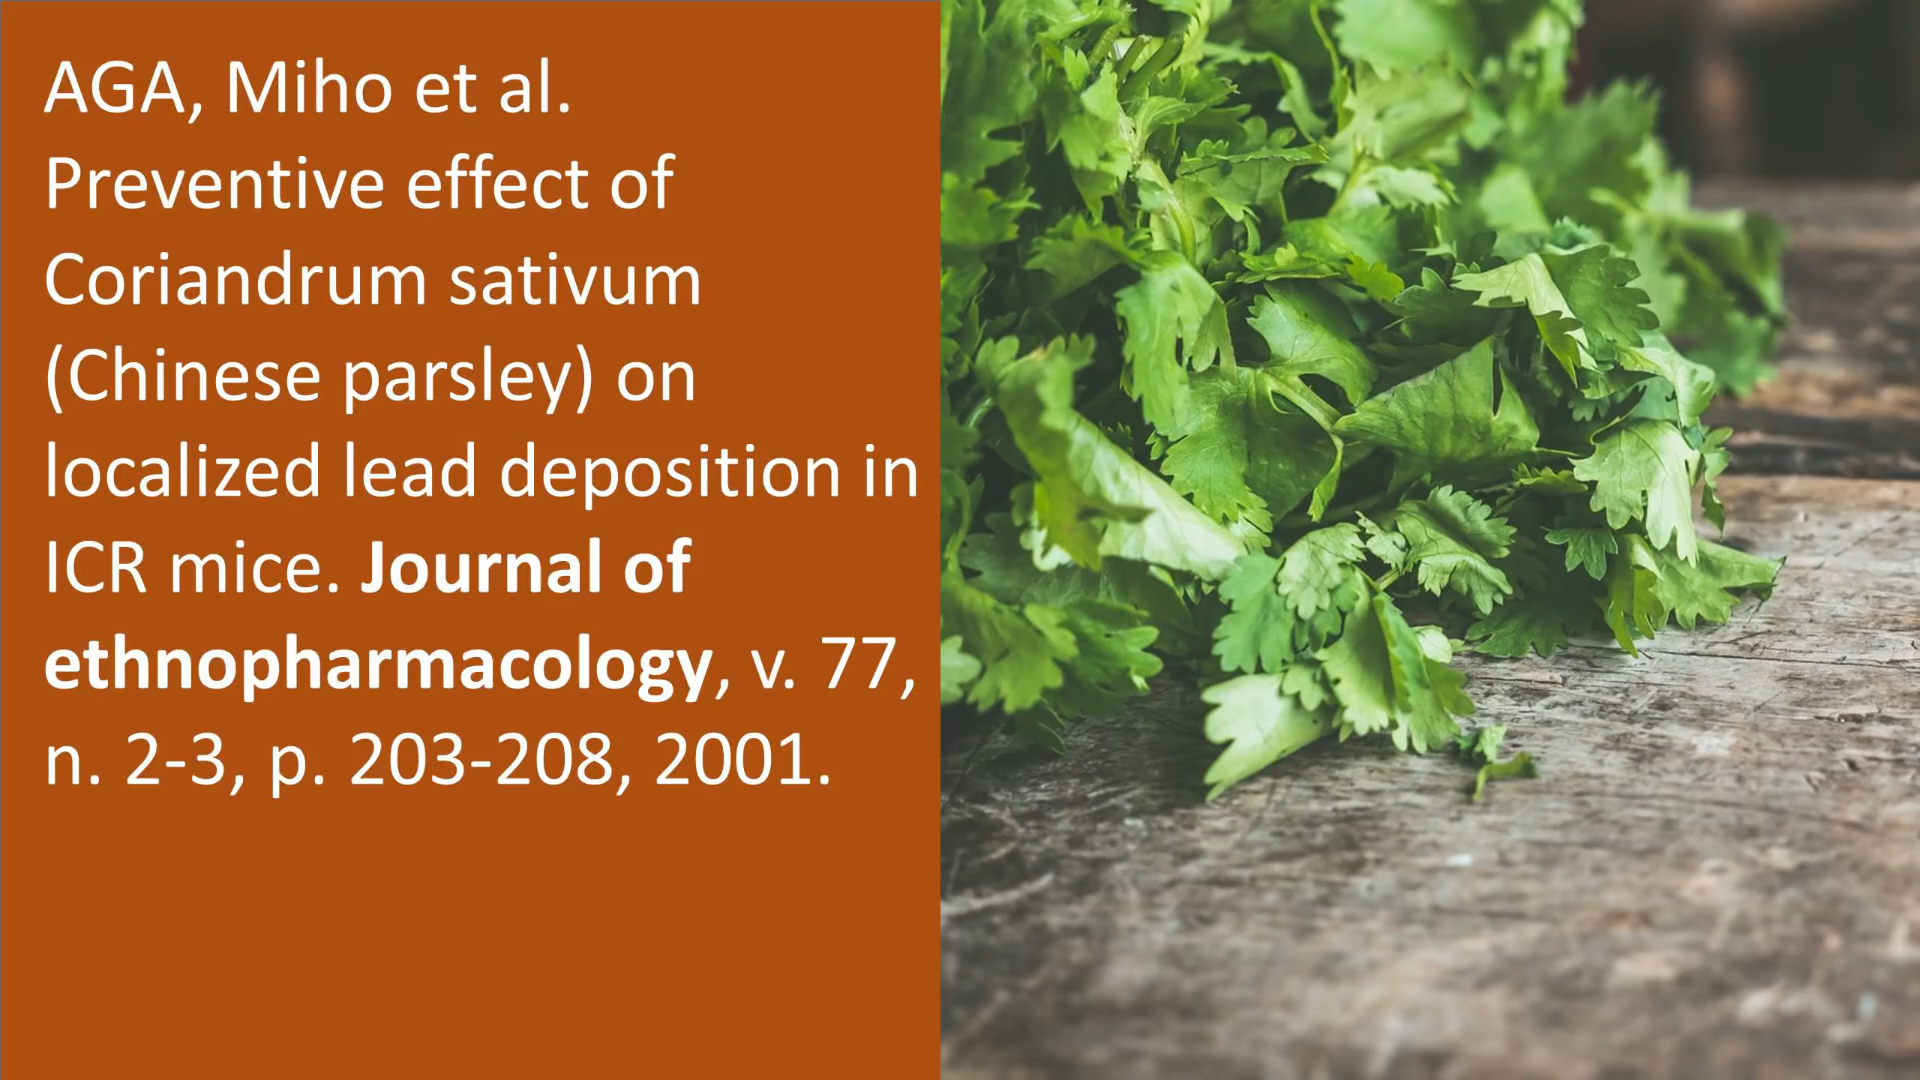 AGA, Miho et al.
Preventive effect of
Coriandrum sativum
(Chinese parsley) on
localized lead deposition in
ICR mice. Journal of
ethnopharmacology, v. 77,
n. 2-3, p. 203-208, 2001.